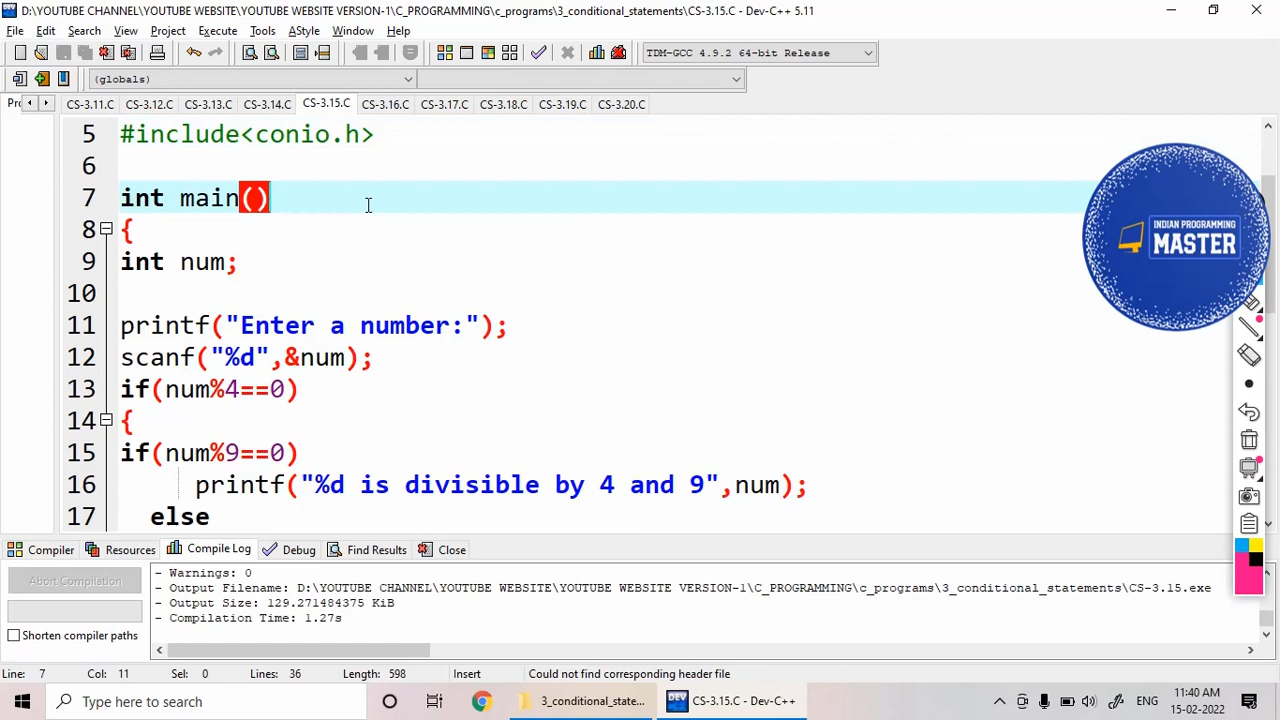 D:\YOUTUBE CHANNEL\YOUTUBE WEBSITE\YOUTUBE WEBSITE VERSION-1\C_PROGRAMMING\c_programs\3_conditional_statements\CS-3.15.C - Dev-C++ 5.11
File Edit Search View Project Execute Tools AStyle Window Help
TDM-GCC 4.9.2 64-bit Release
(globals)
Pr CS-3.11.C CS-3.12.C CS-3.13.C CS-3.14.C CS-3.15.C CS-3.16.C CS-3.17.C CS-3.18.C CS-3.19.C CS-3.20.C
5 #include<conio.h>
6
7 int main()
8 {
9 int num;
10
11 printf("Enter a number:");
12 scanf("%d",&num);
13 if(num%4==0)
14 {
15 if(num%9==0)
16 printf("%d is divisible by 4 and 9",num);
17 else
INDIAN PROGRAMMING
MASTER
Compiler Resources Compile Log Debug Find Results Close
Abort Compilation
Shorten compiler paths
- Warnings: 0
- Output Filename: D:\YOUTUBE CHANNEL\YOUTUBE WEBSITE\YOUTUBE WEBSITE VERSION-1\C_PROGRAMMING\c_programs\3_conditional_statements\CS-3.15.exe
- Output Size: 129.271484375 KiB
- Compilation Time: 1.27s
Line: 7 Col: 11 Sel: 0 Lines: 36 Length: 598 Insert Could not find corresponding header file
Type here to search
3_conditional_state...
DEV
CS-3.15.C - Dev-C++
ENG
11:40 AM
15-02-2022